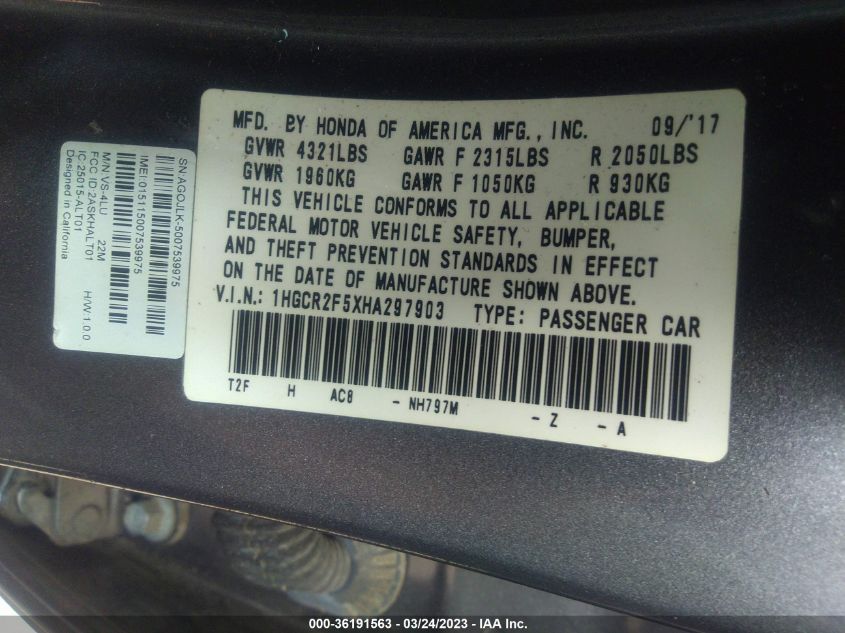 MFD. BY HONDA OF AMERICA MFG., INC. 09/'17
GVWR 4321LBS GAWR F 2315LBS R 2050LBS
GVWR 1960KG GAWR F 1050KG R 930KG
THIS VEHICLE CONFORMS TO ALL APPLICABLE
FEDERAL MOTOR VEHICLE SAFETY, BUMPER,
AND THEFT PREVENTION STANDARDS IN EFFECT
ON THE DATE OF MANUFACTURE SHOWN ABOVE.
V.I.N.: 1HGCR2F5XHA297903 TYPE: PASSENGER CAR
T2F H AC8 - NH797M - Z - A
SN:AGOJLK-5007539975
IMEI:015115007539975
M/N:VS-4LU 22M
FCC ID:2ASKHALT01
IC:25015-ALT01 H/W:1.0.0
Designed in California
000-36191563 — 03/24/2023 — IAA Inc.